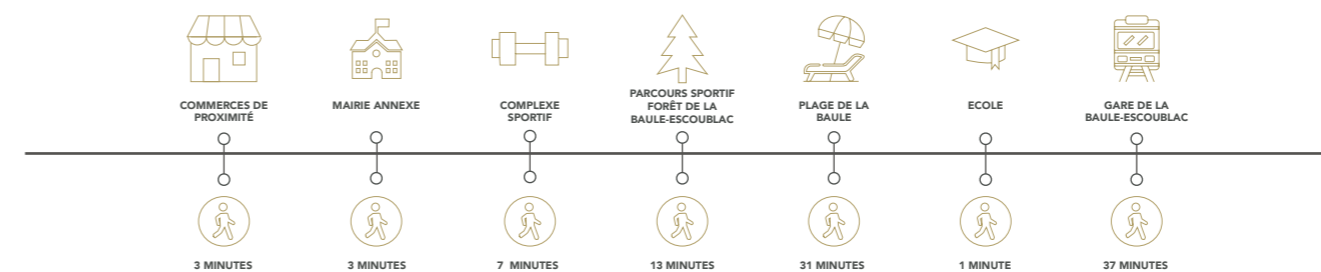 COMMERCES DE
PROXIMITÉ
MAIRIE ANNEXE
COMPLEXE
SPORTIF
PARCOURS SPORTIF
FORÊT DE LA
BAULE-ESCOUBLAC
PLAGE DE LA
BAULE
ECOLE
GARE DE LA
BAULE-ESCOUBLAC
3 MINUTES
3 MINUTES
7 MINUTES
13 MINUTES
31 MINUTES
1 MINUTE
37 MINUTES